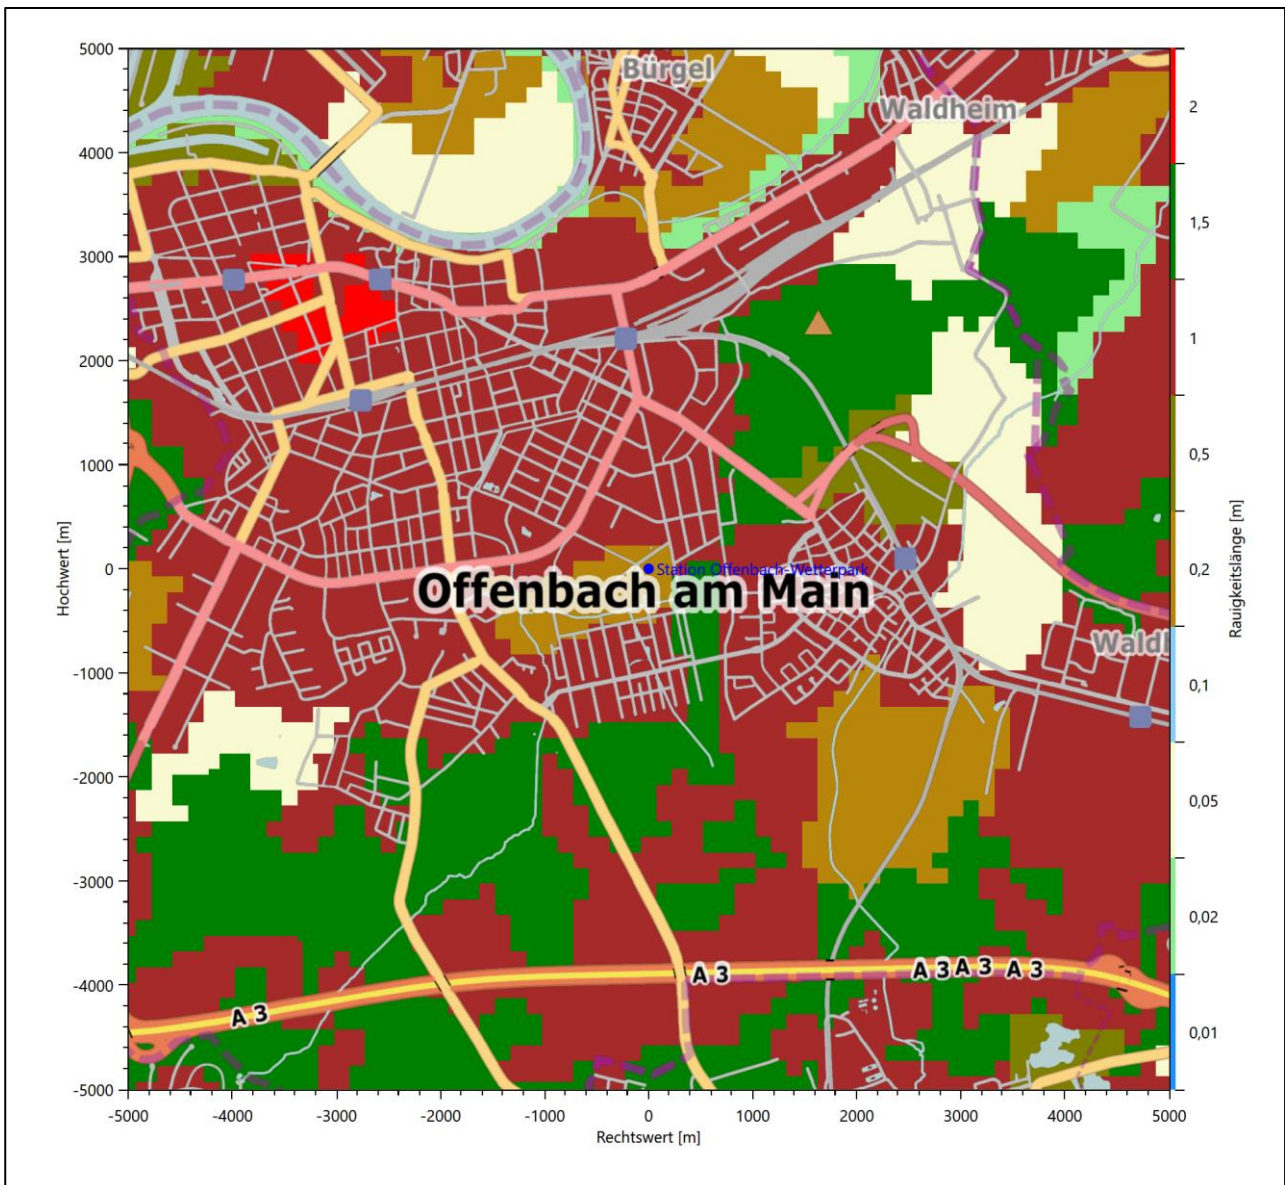 5000
4000
3000
2000
1000
0
-1000
-2000
-3000
-4000
-5000
Hochwert [m]
Bürgel
Waldheim
Station Offenbach-Wetterpark
Offenbach am Main
Waldh
A 3
A 3
A 3
A 3
A 3
-5000 -4000 -3000 -2000 -1000 0 1000 2000 3000 4000 5000
Rechtswert [m]
2
1,5
1
0,5
0,2
0,1
0,05
0,02
0,01
Rauigkeitslänge [m]